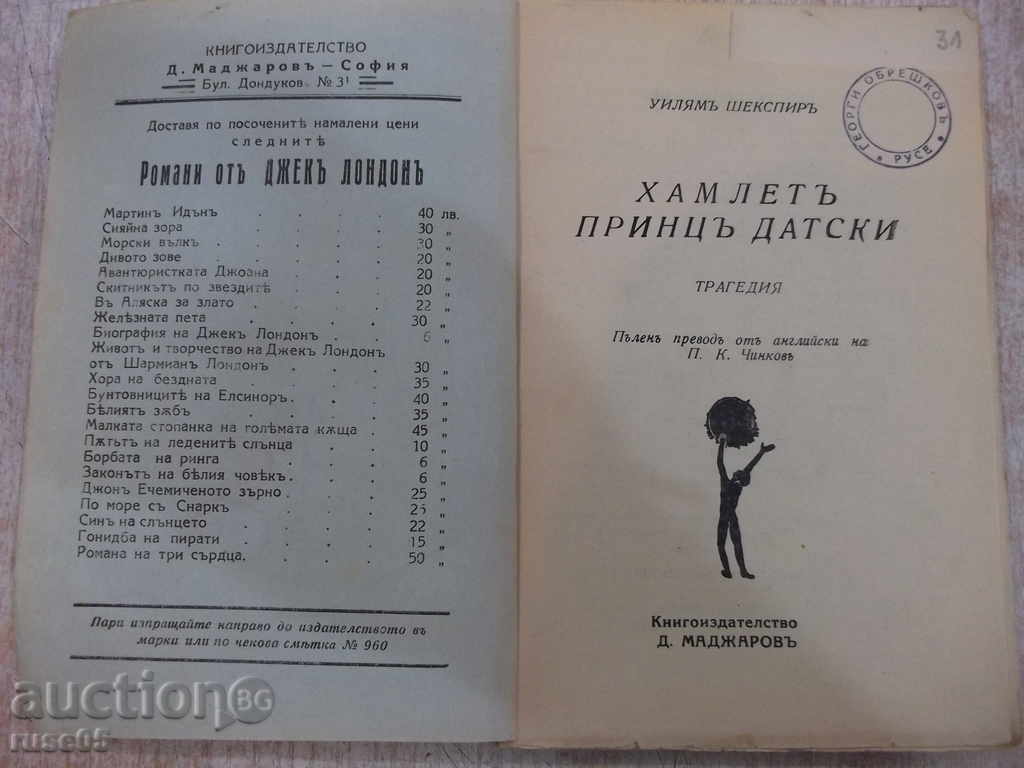 КНИГОИЗДАТЕЛСТВО
Д. Маджаровъ — София
Бул. Дондуковъ № 31
Доставя по посоченитѣ намалени цени
следнитѣ
Романи отъ ДЖЕКЪ ЛОНДОНЪ
Мартинъ Идънъ . . . . 40 лв.
Сияйна зора . . . . 30 „
Морски вълкъ . . . . 30 „
Дивото зове . . . . 20 „
Авантюристката Джоана . . . 20 „
Скитникътъ по звездитѣ . . . 20 „
Въ Аляска за злато . . . . 22 „
Желѣзната пета . . . . 30 „
Биография на Джекъ Лондонъ . . . 6 „
Животъ и творчество на Джекъ Лондонъ
отъ Шармианъ Лондонъ . . . 30 „
Хора на бездната . . . . 35 „
Бунтовницитѣ на Елсиноръ . . . 40 „
Бѣлиятъ зѫбъ . . . . 35 „
Малката стопанка на голѣмата кѫща . 45 „
Пѫтьтъ на леденитѣ слънца . . 10 „
Борбата на ринга . . . 6 „
Законътъ на бѣлия човѣкъ . . . 6 „
Джонъ Ечемиченото зърно . . . 25 „
По море съ Снаркъ . . . 25 „
Синъ на слънцето . . . . 22 „
Гонидба на пирати . . . . 15 „
Романа на три сърдца . . . . 50 „
Пари изпращайте направо до издателството въ
марки или по чекова смѣтка № 960
31
ГЕОРГИ ОБРЕШКОВЪ
* РУСЕ *
УИЛЯМЪ ШЕКСПИРЪ
ХАМЛЕТЪ
ПРИНЦЪ ДАТСКИ
ТРАГЕДИЯ
Пъленъ преводъ отъ английски на
П. К. Чинковъ
Книгоиздателство
Д. МАДЖАРОВЪ
auction BG
ruse05